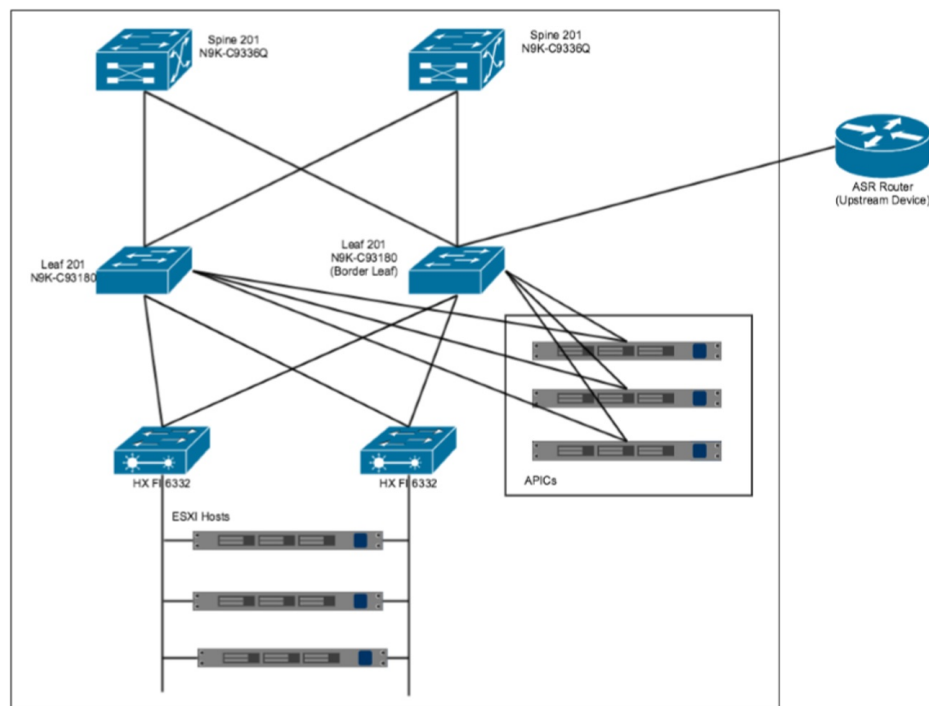 Spine 201
N9K-C9336Q
Spine 201
N9K-C9336Q
ASR Router
(Upstream Device)
Leaf 201
N9K-C93180
Leaf 201
N9K-C93180
(Border Leaf)
APICs
HX FI 6332
HX FI 6332
ESXI Hosts